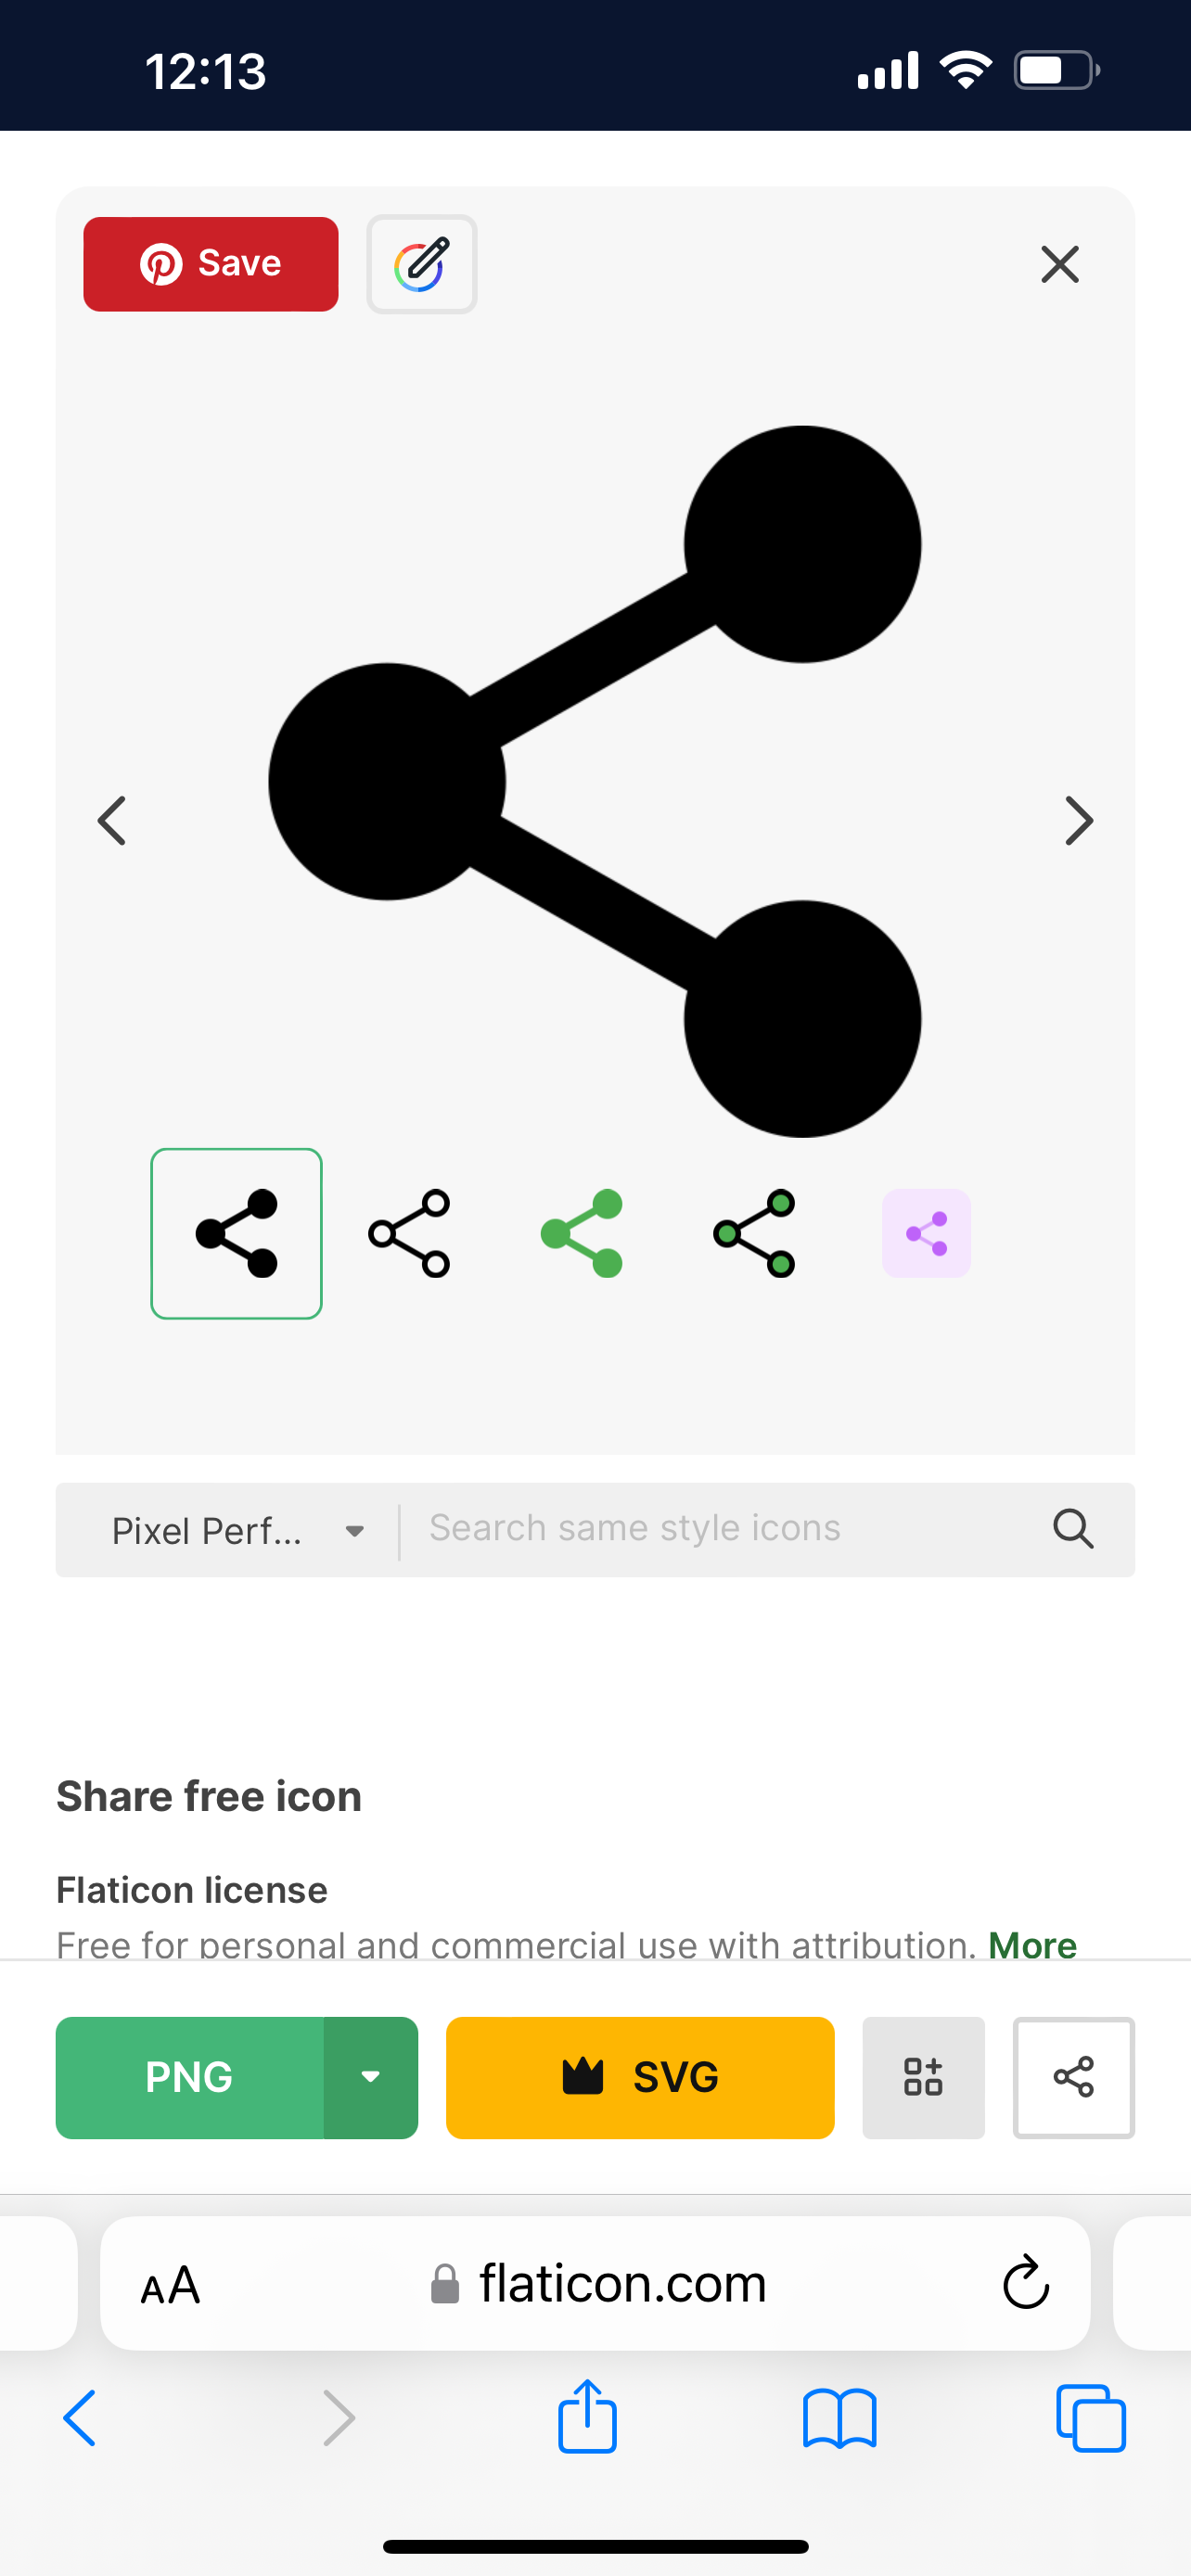 12:13
Save
Pixel Perf...
Search same style icons
Share free icon
Flaticon license
Free for personal and commercial use with attribution. More
PNG
SVG
AA
flaticon.com